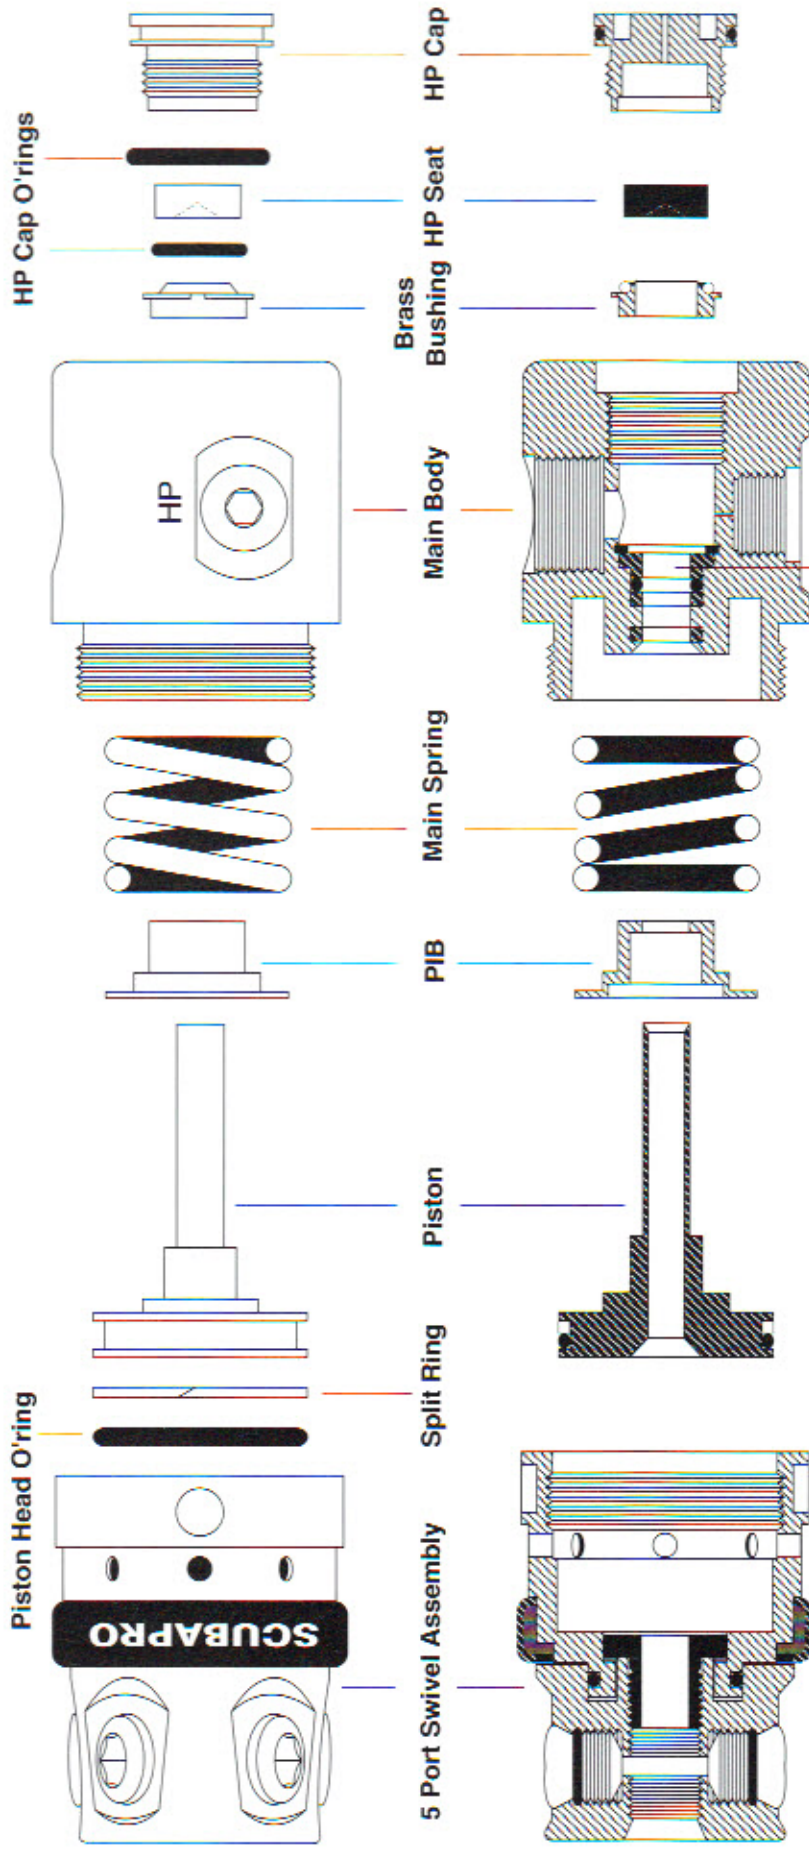 HP Cap O'rings
Piston Head O'ring
HP
SCUBAPRO
5 Port Swivel Assembly
Split Ring
Piston
PIB
Main Spring
Main Body
Brass
Bushing
HP Seat
HP Cap